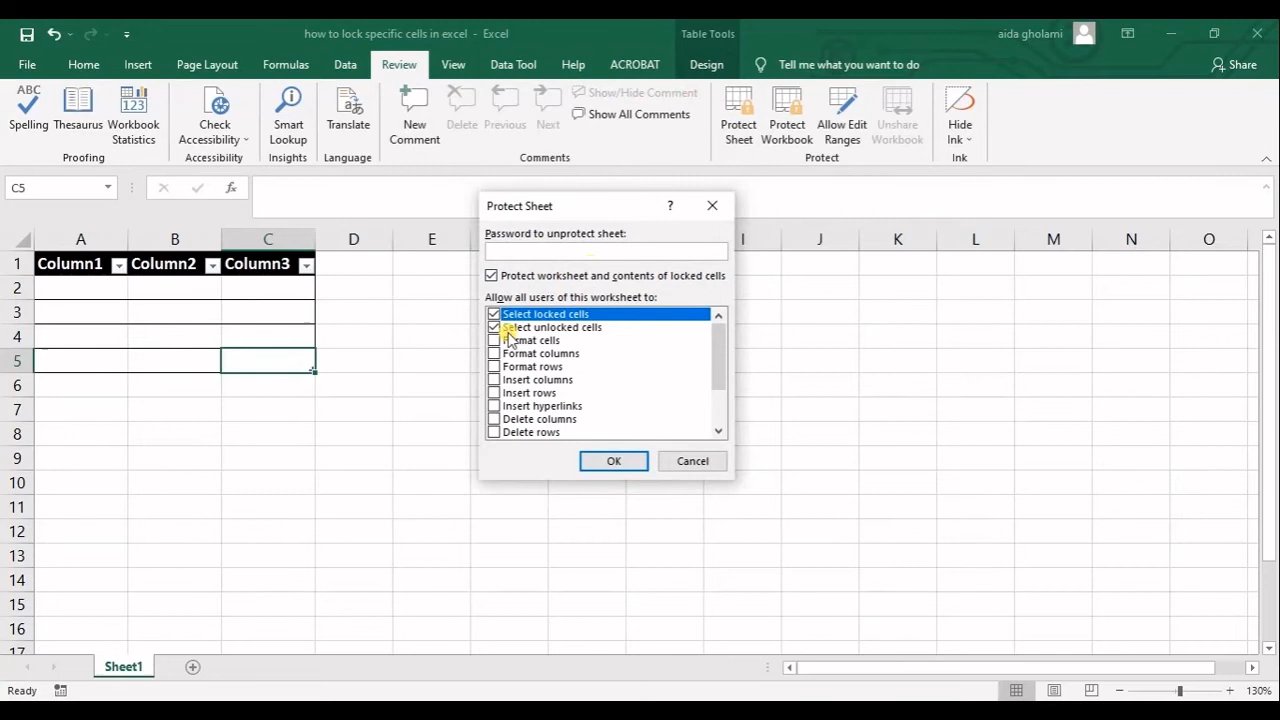 how to lock specific cells in excel - Excel
Table Tools
aida gholami
File Home Insert Page Layout Formulas Data Review View Data Tool Help ACROBAT Design Tell me what you want to do Share
ABC
Spelling
Thesaurus
123
Workbook Statistics
Check Accessibility
Smart Lookup
Translate
New Comment
Delete
Previous
Next
Show/Hide Comment
Show All Comments
Protect Sheet
Protect Workbook
Allow Edit Ranges
Unshare Workbook
Hide Ink
Proofing Accessibility Insights Language Comments Protect Ink
C5
fx
Protect Sheet ?
Password to unprotect sheet:
Protect worksheet and contents of locked cells
Allow all users of this worksheet to:
Select locked cells
Select unlocked cells
Format cells
Format columns
Format rows
Insert columns
Insert rows
Insert hyperlinks
Delete columns
Delete rows
OK Cancel
A B C D E I J K L M N O
1 Column1 Column2 Column3
2
3
4
5
6
7
8
9
10
11
12
13
14
15
16
17
Sheet1
Ready
130%